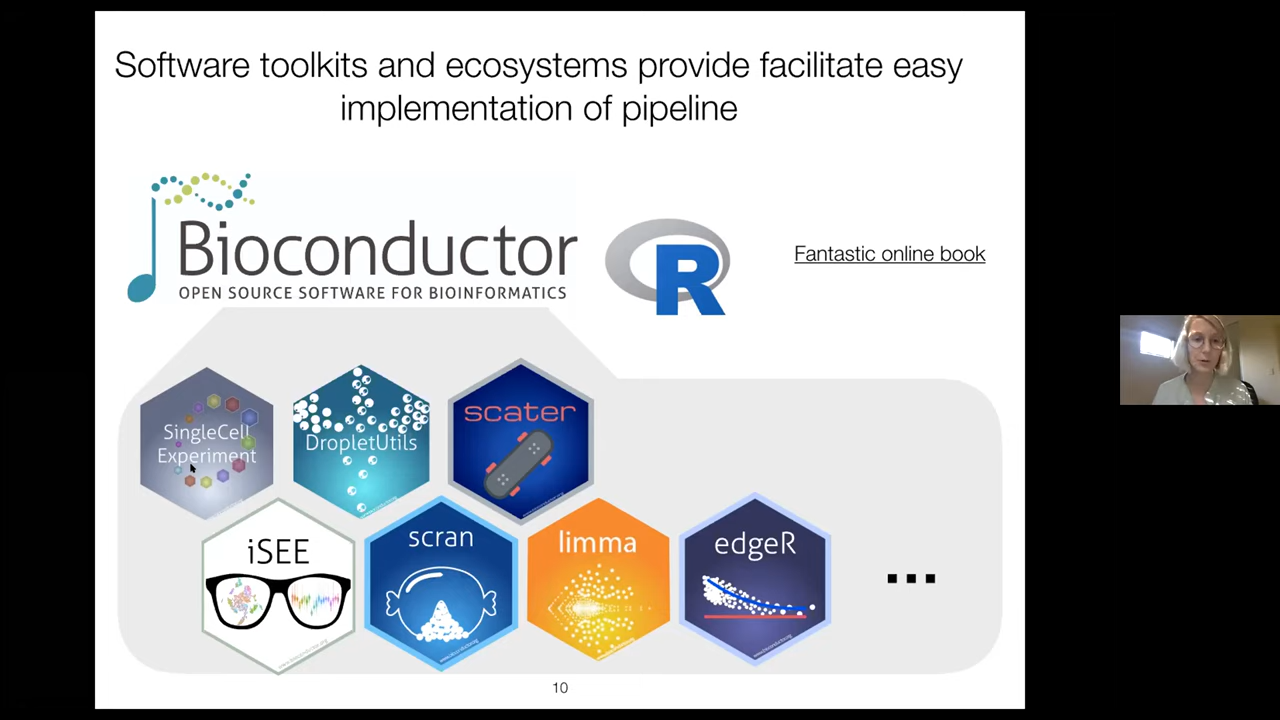 Software toolkits and ecosystems provide facilitate easy
implementation of pipeline
Bioconductor
OPEN SOURCE SOFTWARE FOR BIOINFORMATICS
R
Fantastic online book
SingleCell
Experiment
DropletUtils
scater
iSEE
scran
limma
edgeR
...
10